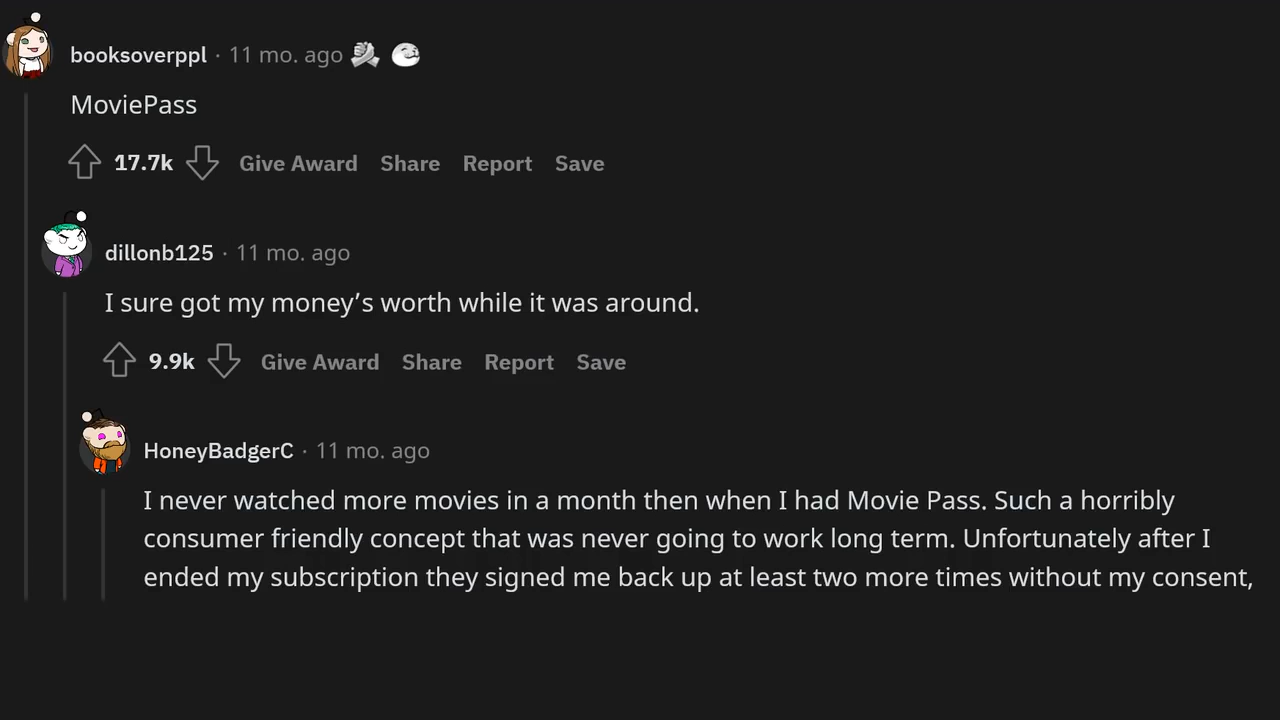 booksoverppl · 11 mo. ago
MoviePass
17.7k Give Award Share Report Save
dillonb125 · 11 mo. ago
I sure got my money’s worth while it was around.
9.9k Give Award Share Report Save
HoneyBadgerC · 11 mo. ago
I never watched more movies in a month then when I had Movie Pass. Such a horribly
consumer friendly concept that was never going to work long term. Unfortunately after I
ended my subscription they signed me back up at least two more times without my consent,